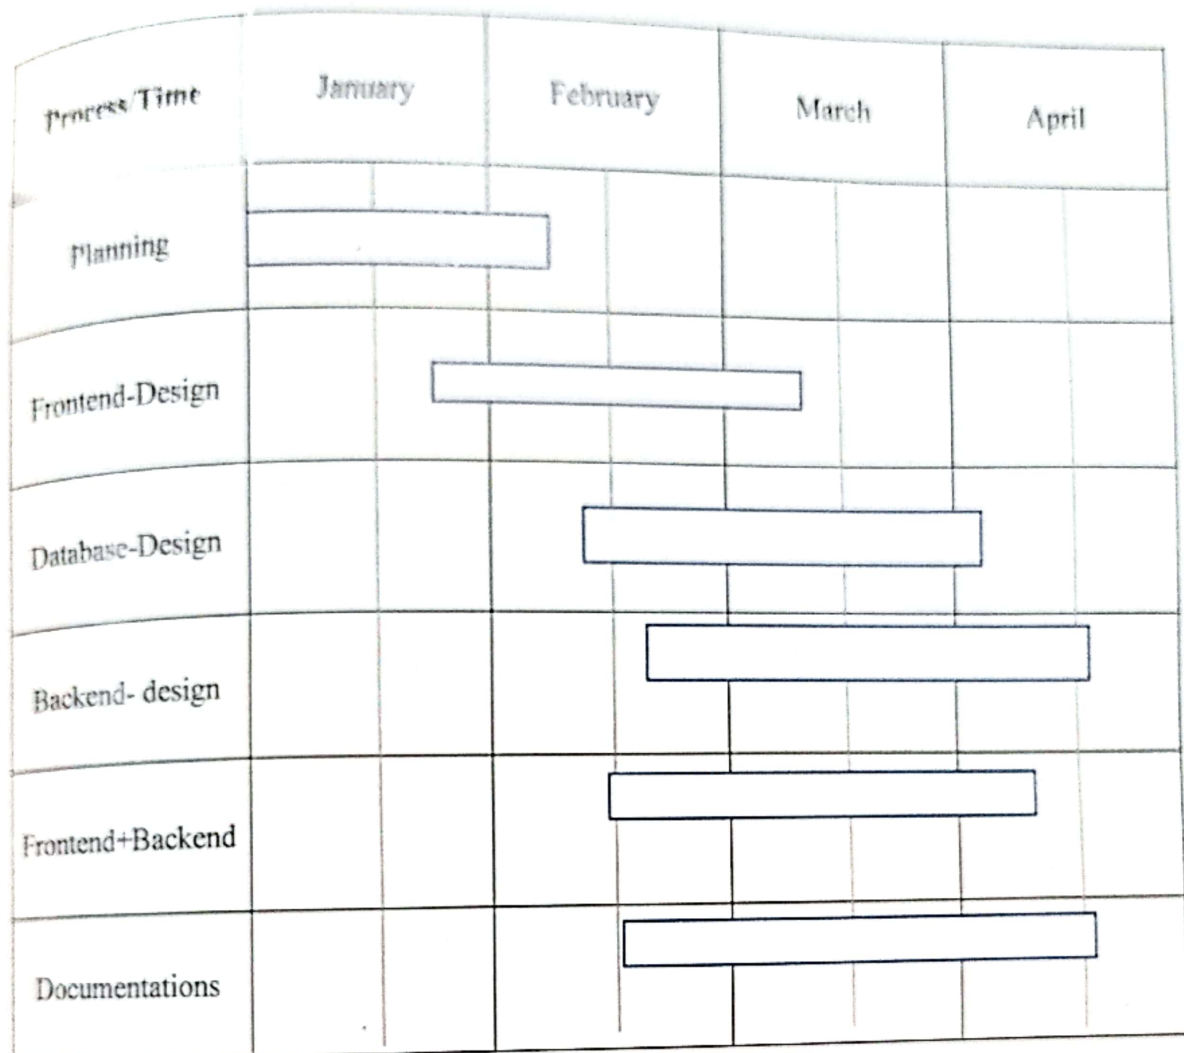 Process/Time
January
February
March
April
Planning
Frontend-Design
Database-Design
Backend- design
Frontend+Backend
Documentations